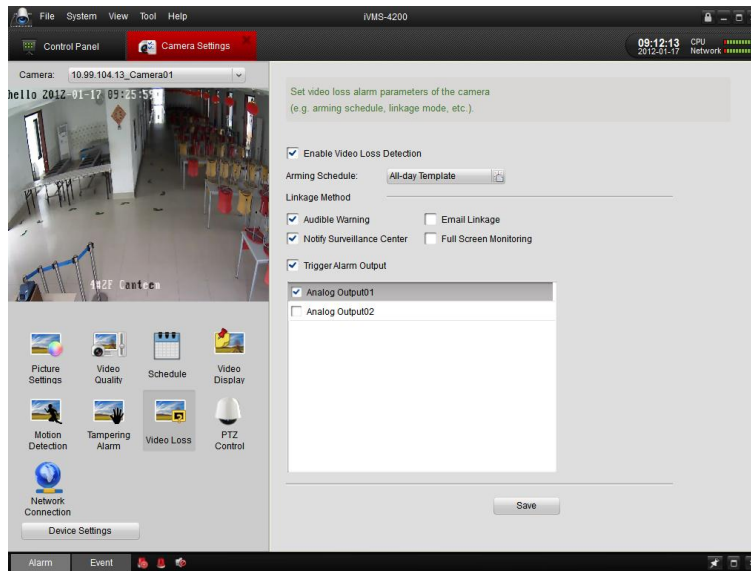 File System View Tool Help iVMS-4200
Control Panel Camera Settings 09:12:13 CPU
2012-01-17 Network
Camera: 10.99.104.13_Camera01
hello 2012-01-17 09:25:59
4#2F Canteen
Picture Settings
Video Quality
Schedule
Video Display
Motion Detection
Tampering Alarm
Video Loss
PTZ Control
Network Connection
Device Settings
Set video loss alarm parameters of the camera
(e.g. arming schedule, linkage mode, etc.).
Enable Video Loss Detection
Arming Schedule: All-day Template
Linkage Method
Audible Warning Email Linkage
Notify Surveillance Center Full Screen Monitoring
Trigger Alarm Output
Analog Output01
Analog Output02
Save
Alarm Event